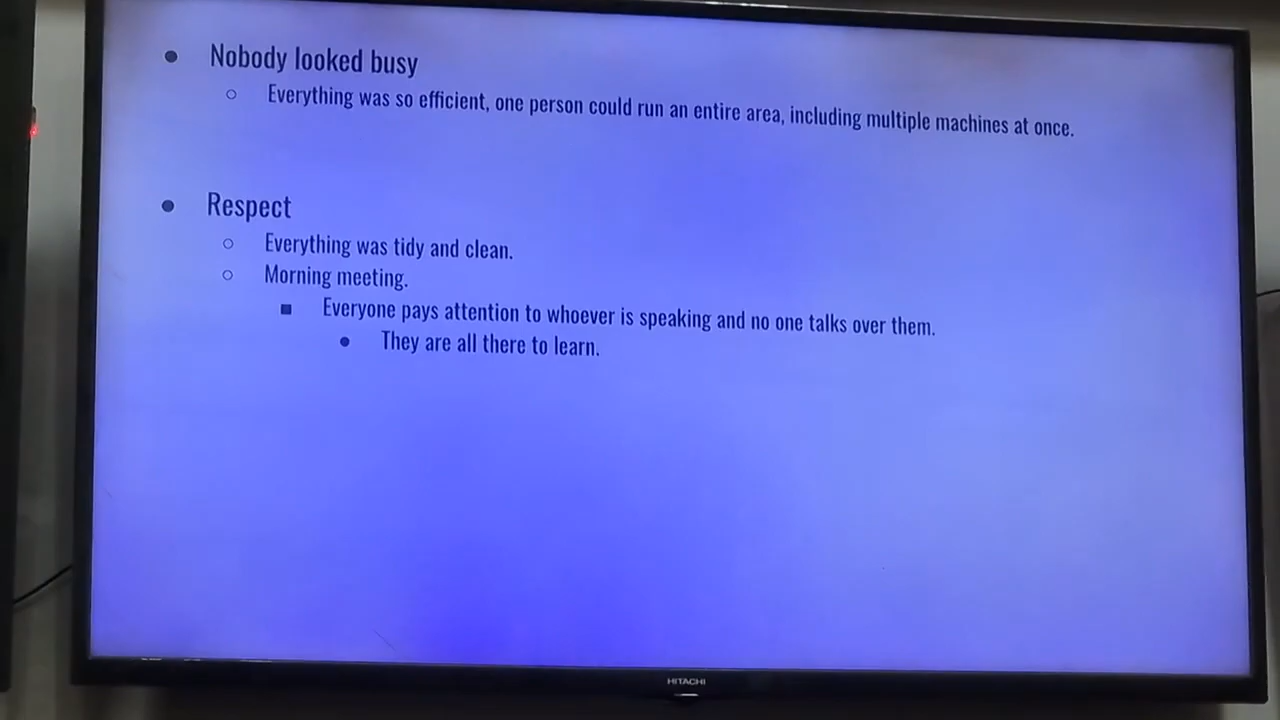 Nobody looked busy
Everything was so efficient, one person could run an entire area, including multiple machines at once.
Respect
Everything was tidy and clean.
Morning meeting.
Everyone pays attention to whoever is speaking and no one talks over them.
They are all there to learn.
HITACHI